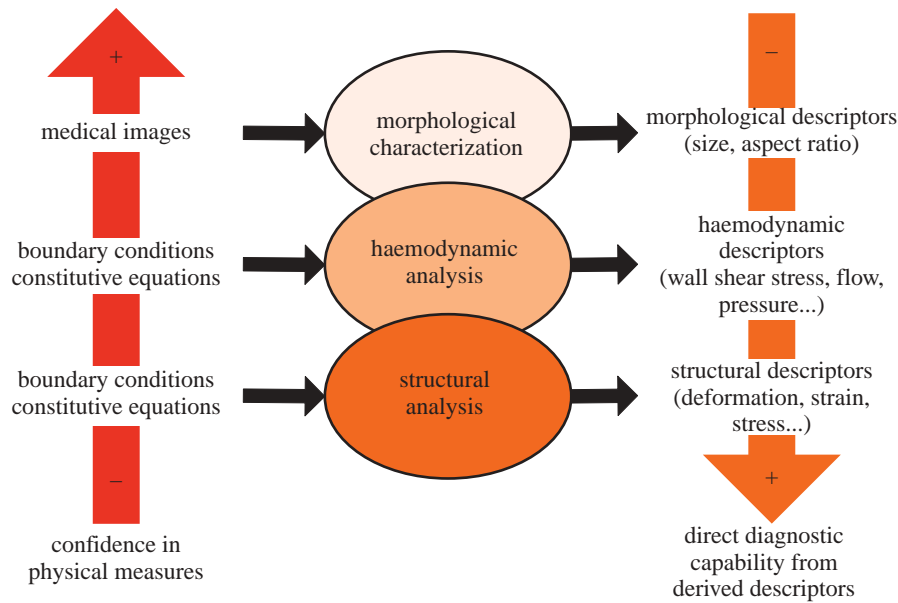 +
medical images
boundary conditions
constitutive equations
boundary conditions
constitutive equations
–
confidence in
physical measures
morphological
characterization
haemodynamic
analysis
structural
analysis
–
morphological descriptors
(size, aspect ratio)
haemodynamic
descriptors
(wall shear stress, flow,
pressure...)
structural descriptors
(deformation, strain,
stress...)
+
direct diagnostic
capability from
derived descriptors